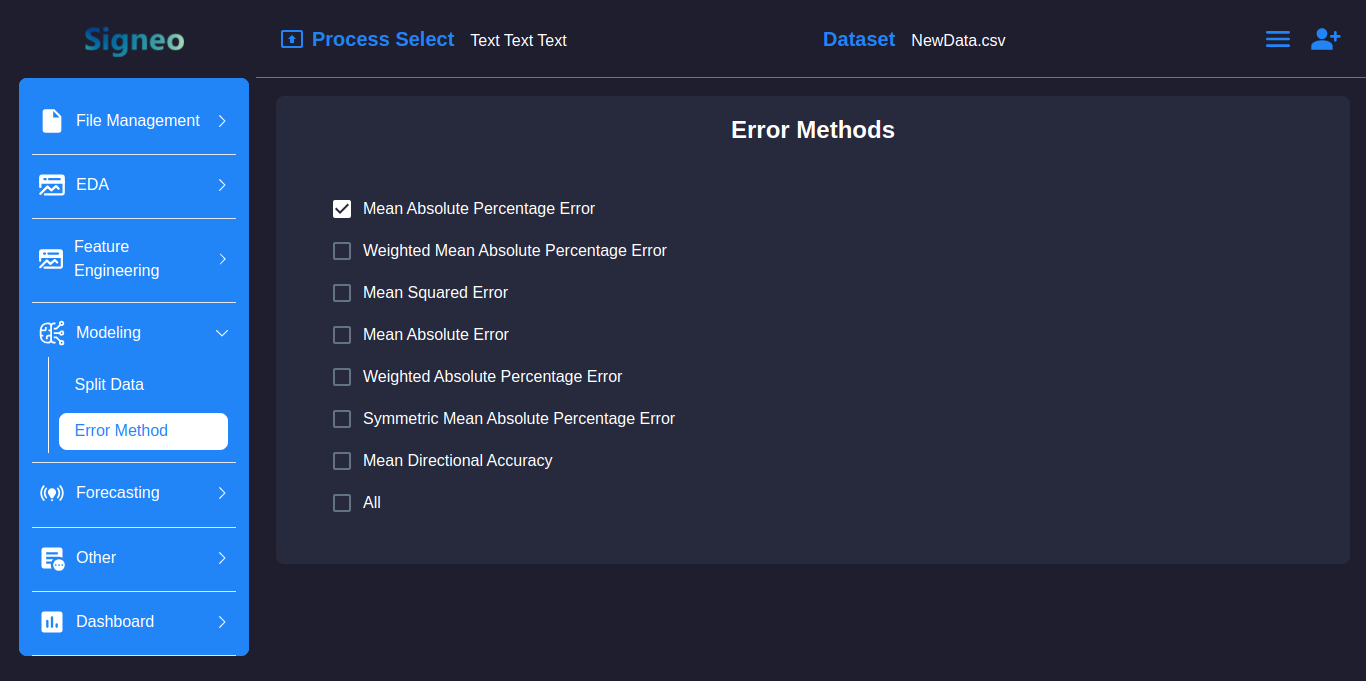 Signeo
Process Select Text Text Text
Dataset NewData.csv
File Management
EDA
Feature
Engineering
Modeling
Split Data
Error Method
Forecasting
Other
Dashboard
Error Methods
Mean Absolute Percentage Error
Weighted Mean Absolute Percentage Error
Mean Squared Error
Mean Absolute Error
Weighted Absolute Percentage Error
Symmetric Mean Absolute Percentage Error
Mean Directional Accuracy
All